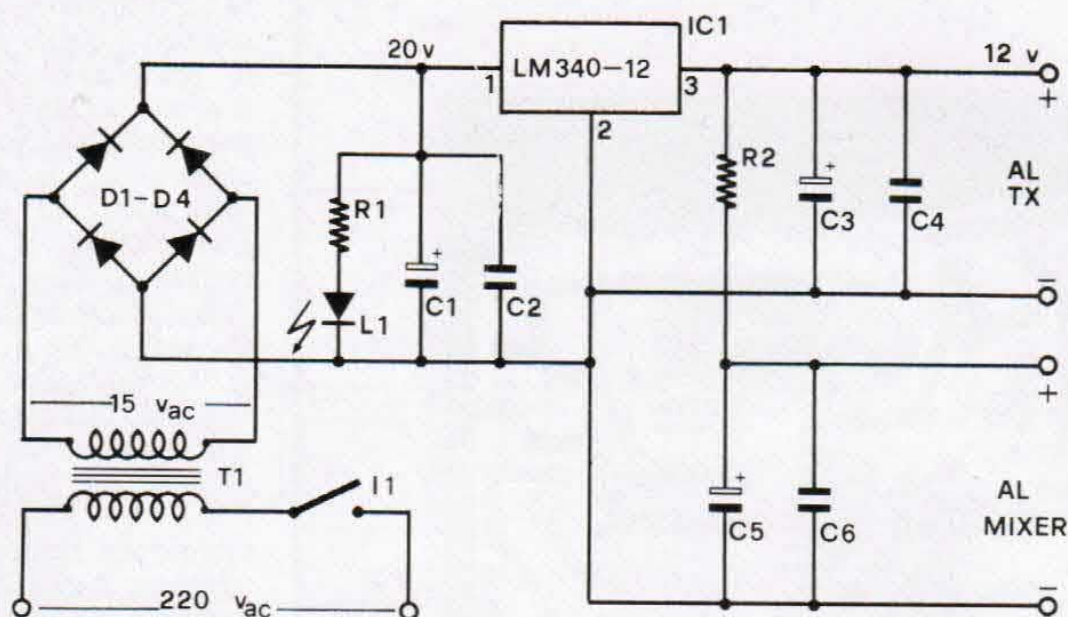 IC1
20v
LM340-12
12 v
1
3
+
2
D1-D4
R1
R2
+
C3
C4
AL
TX
+
C1
C2
L1
−
+
15 vac
T1
I1
+
C5
C6
AL
MIXER
220 vac
−